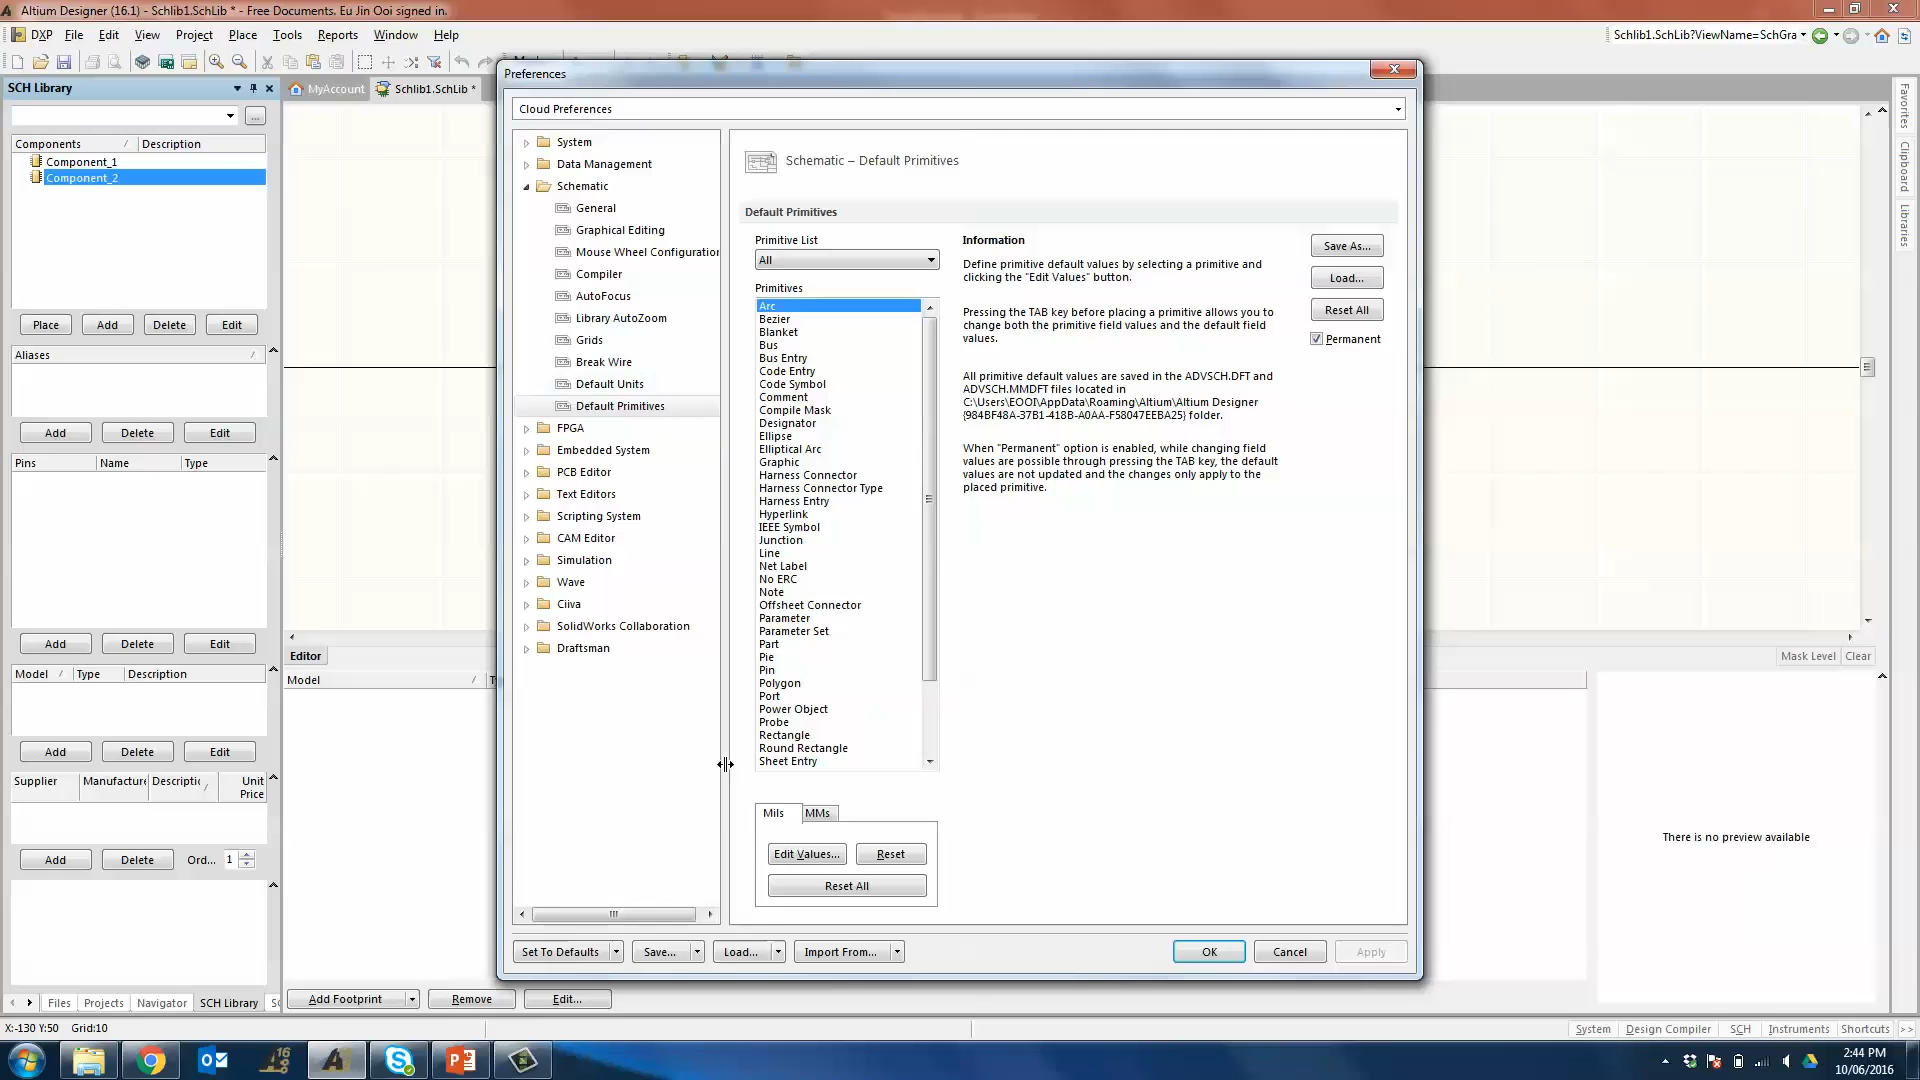 Altium Designer (16.1) - Schlib1.SchLib * - Free Documents. Eu Jin Ooi signed in.
DXP File Edit View Project Place Tools Reports Window Help
Schlib1.SchLib?ViewName=SchGra
SCH Library
MyAccount
Schlib1.SchLib *
Components / Description
Component_1
Component_2
Place Add Delete Edit
Aliases /
Add Delete Edit
Pins Name Type
Add Delete Edit
Model / Type Description
Add Delete Edit
Supplier Manufacture Descriptic / Unit
Price
Add Delete Ord... 1
Files Projects Navigator SCH Library SC
X:-130 Y:50 Grid:10
Preferences
Cloud Preferences
System
Data Management
Schematic
General
Graphical Editing
Mouse Wheel Configuration
Compiler
AutoFocus
Library AutoZoom
Grids
Break Wire
Default Units
Default Primitives
FPGA
Embedded System
PCB Editor
Text Editors
Scripting System
CAM Editor
Simulation
Wave
Ciiva
SolidWorks Collaboration
Draftsman
Schematic – Default Primitives
Default Primitives
Primitive List
All
Primitives
Arc
Bezier
Blanket
Bus
Bus Entry
Code Entry
Code Symbol
Comment
Compile Mask
Designator
Ellipse
Elliptical Arc
Graphic
Harness Connector
Harness Connector Type
Harness Entry
Hyperlink
IEEE Symbol
Junction
Line
Net Label
No ERC
Note
Offsheet Connector
Parameter
Parameter Set
Part
Pie
Pin
Polygon
Port
Power Object
Probe
Rectangle
Round Rectangle
Sheet Entry
Mils MMs
Edit Values... Reset
Reset All
Information
Define primitive default values by selecting a primitive and
clicking the "Edit Values" button.
Pressing the TAB key before placing a primitive allows you to
change both the primitive field values and the default field
values.
All primitive default values are saved in the ADVSCH.DFT and
ADVSCH.MMDFT files located in
C:\Users\EOOI\AppData\Roaming\Altium\Altium Designer
{984BF48A-37B1-418B-A0AA-F58047EEBA25} folder.
When "Permanent" option is enabled, while changing field
values are possible through pressing the TAB key, the default
values are not updated and the changes only apply to the
placed primitive.
Save As...
Load...
Reset All
Permanent
Set To Defaults Save... Load... Import From... OK Cancel Apply
Editor
Mask Level Clear
Model /
There is no preview available
Add Footprint Remove Edit...
Favorites
Clipboard
Libraries
System Design Compiler SCH Instruments Shortcuts >>
2:44 PM
10/06/2016